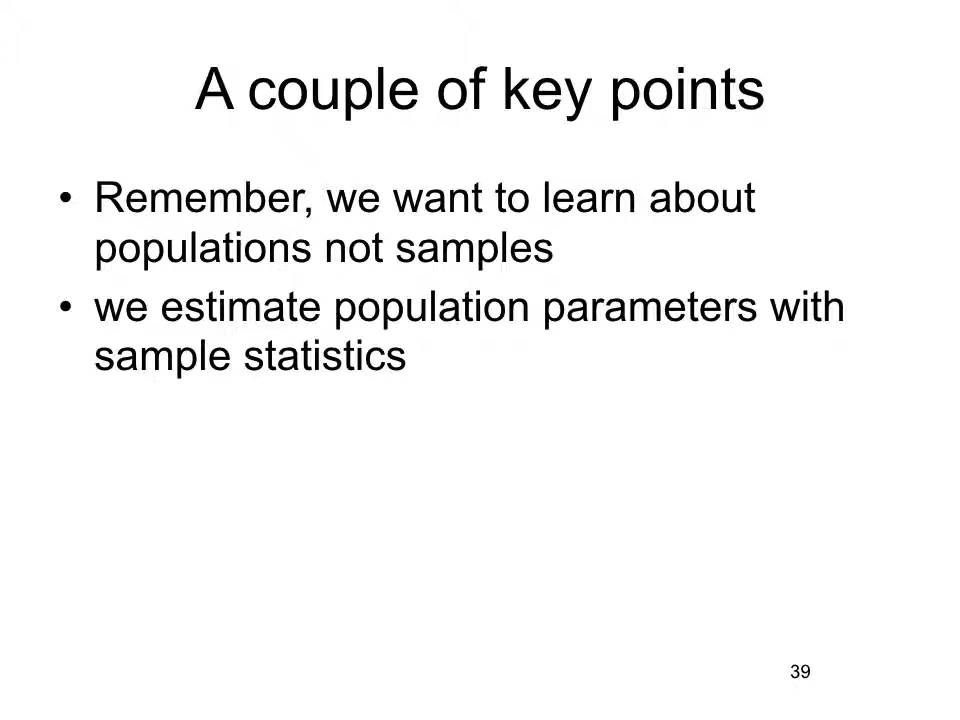 A couple of key points
• Remember, we want to learn about
populations not samples
• we estimate population parameters with
sample statistics
39